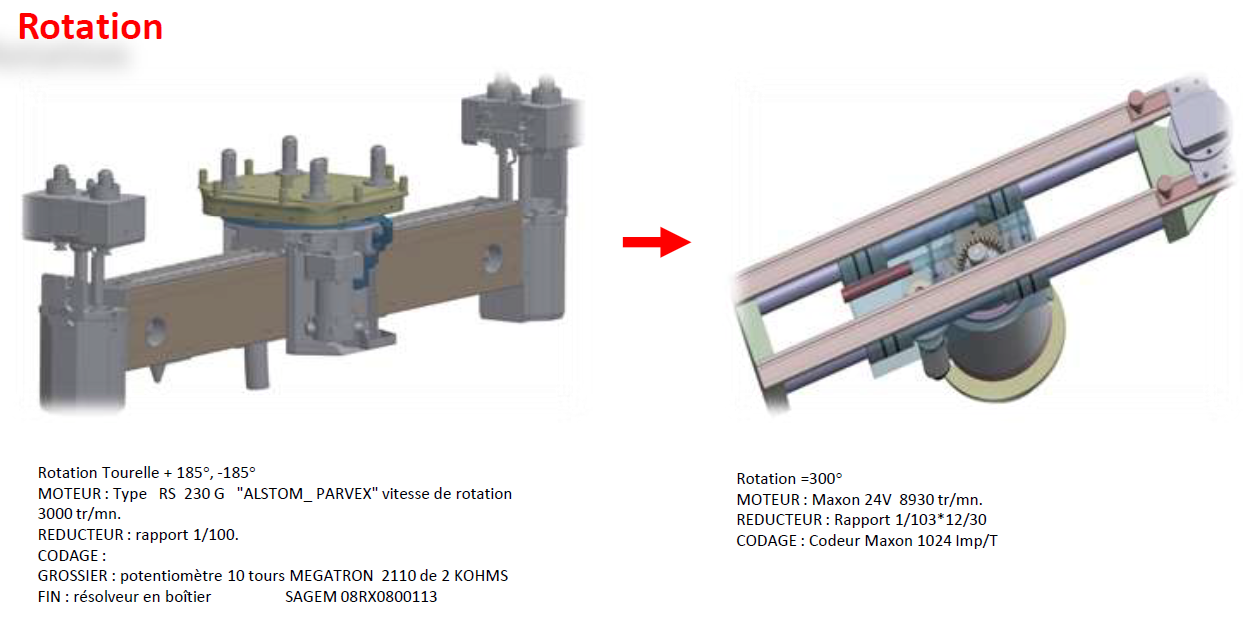 Rotation
Rotation Tourelle + 185°, -185°
MOTEUR : Type RS 230 G "ALSTOM_ PARVEX" vitesse de rotation
3000 tr/mn.
REDUCTEUR : rapport 1/100.
CODAGE :
GROSSIER : potentiomètre 10 tours MEGATRON 2110 de 2 KOHMS
FIN : résolveur en boîtier SAGEM 08RX0800113
Rotation =300°
MOTEUR : Maxon 24V 8930 tr/mn.
REDUCTEUR : Rapport 1/103*12/30
CODAGE : Codeur Maxon 1024 Imp/T